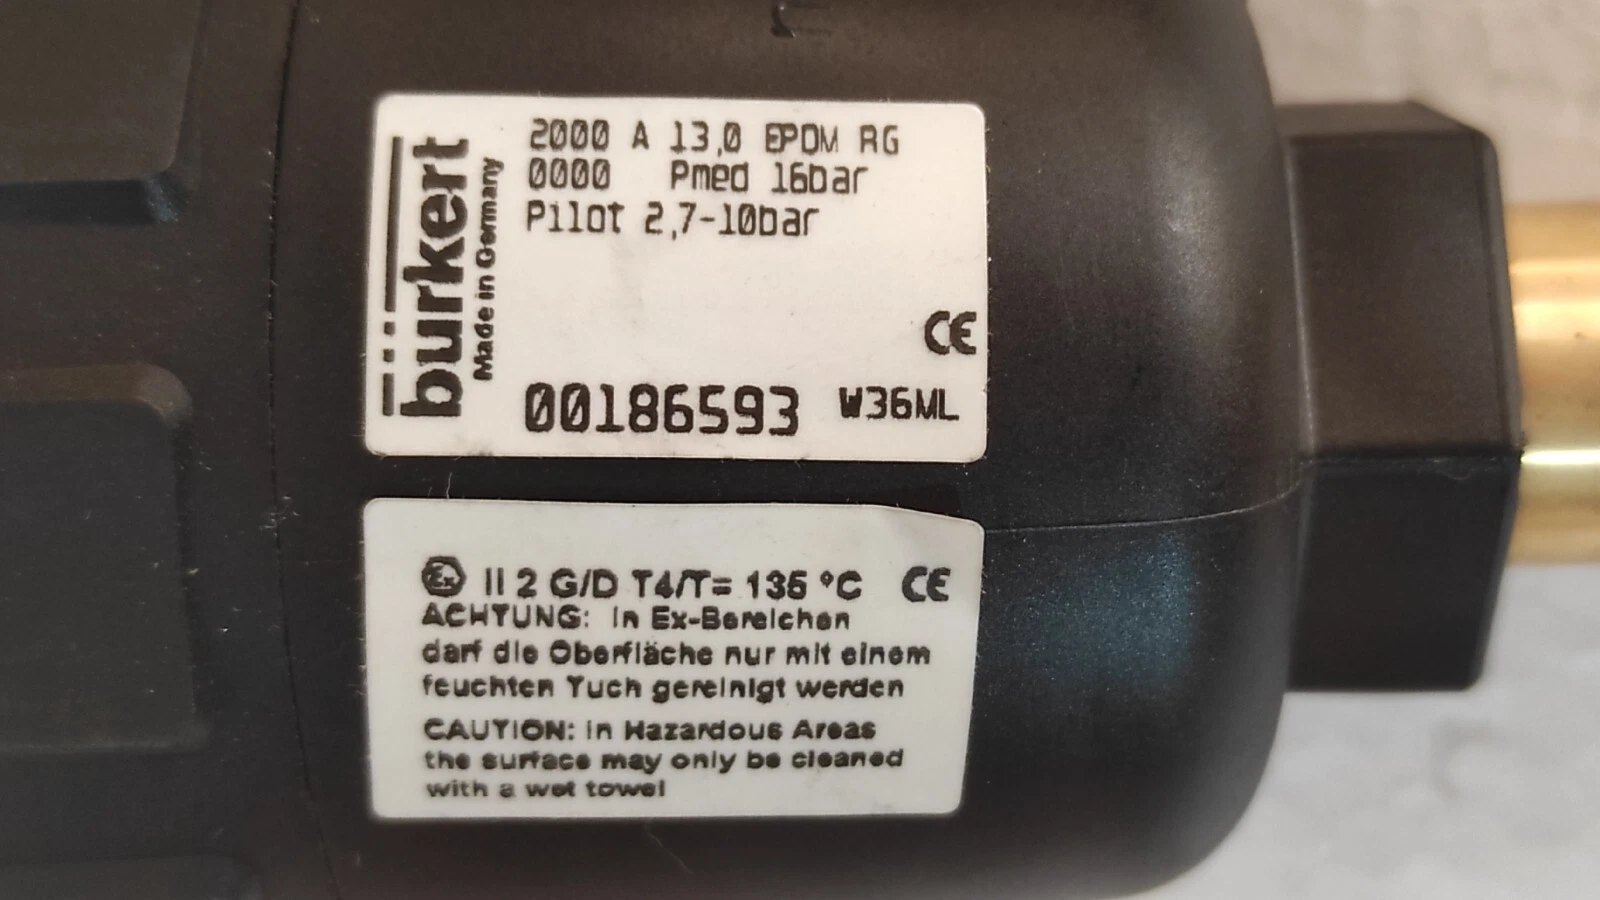 bürkert
Made in Germany
2000 A 13,0 EPDM RG
0000 Pmed 16bar
Pilot 2,7-10bar
CE
00186593 W36ML
Ex II 2 G/D T4/T= 135 °C CE
ACHTUNG: In Ex-Bereichen
darf die Oberfläche nur mit einem
feuchten Tuch gereinigt werden
CAUTION: in Hazardous Areas
the surface may only be cleaned
with a wet towel